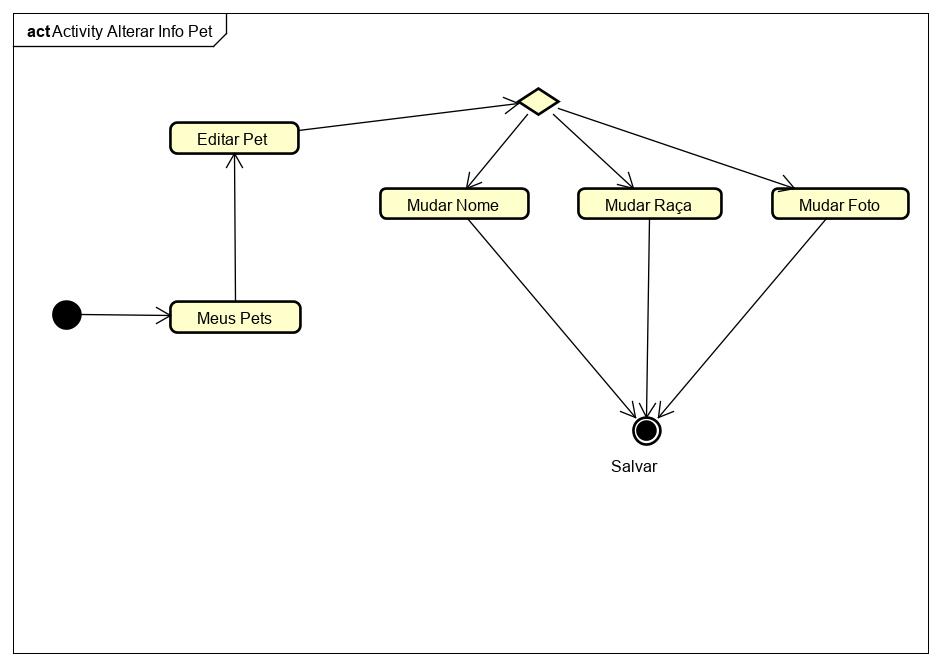 act Activity Alterar Info Pet
Editar Pet
Mudar Nome
Mudar Raça
Mudar Foto
Meus Pets
Salvar